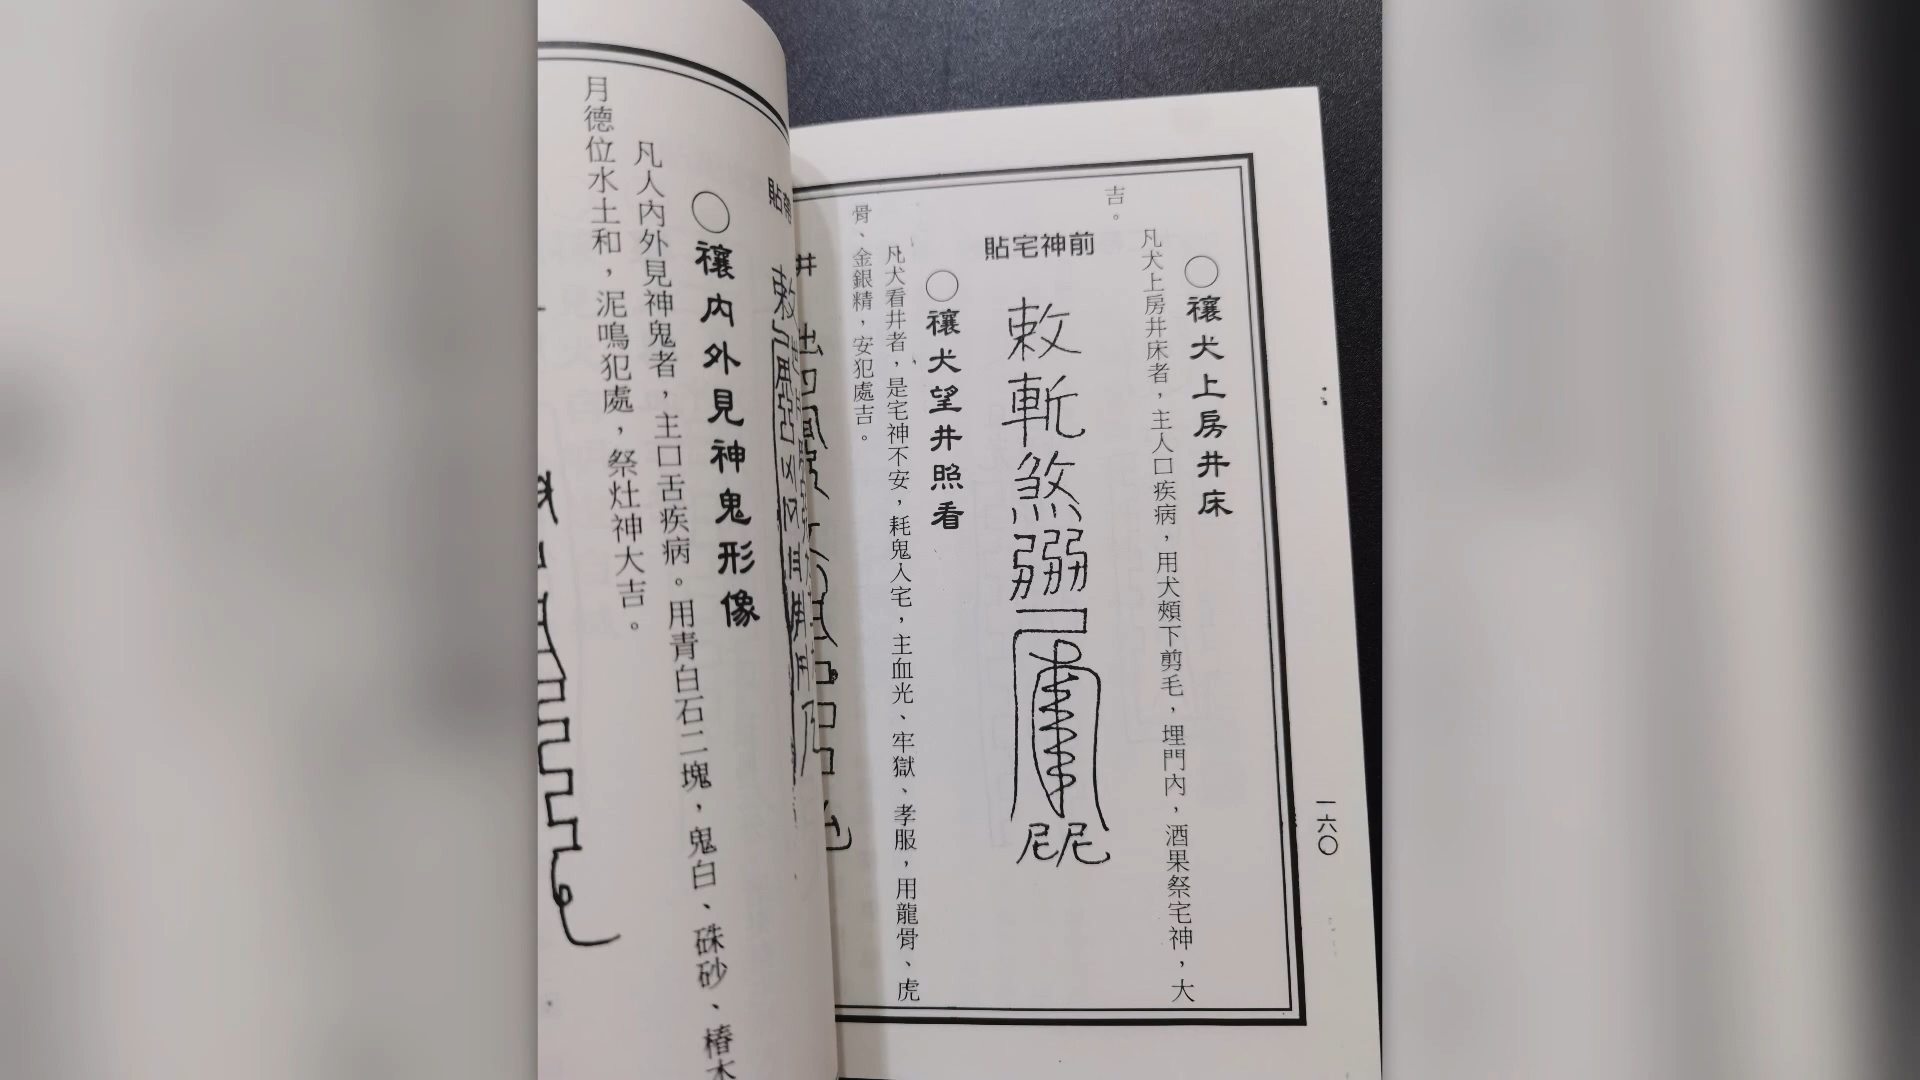 一六〇
◯禳犬上房井床
凡犬上房井床者，主人口疾病，用犬頰下剪毛，埋門內，酒果祭宅神，大
吉。
貼宅神前
敕
煞
◯禳犬望井照看
凡犬看井者，是宅神不安，耗鬼入宅，主血光、牢獄、孝服，用龍骨、虎
骨、金銀精，安犯處吉。
井
貼
敕
◯禳內外見神鬼形像
凡人內外見神鬼者，主口舌疾病。用青白石二塊，鬼白、硃砂、椿木
月德位水土和，泥鳴犯處，祭灶神大吉。